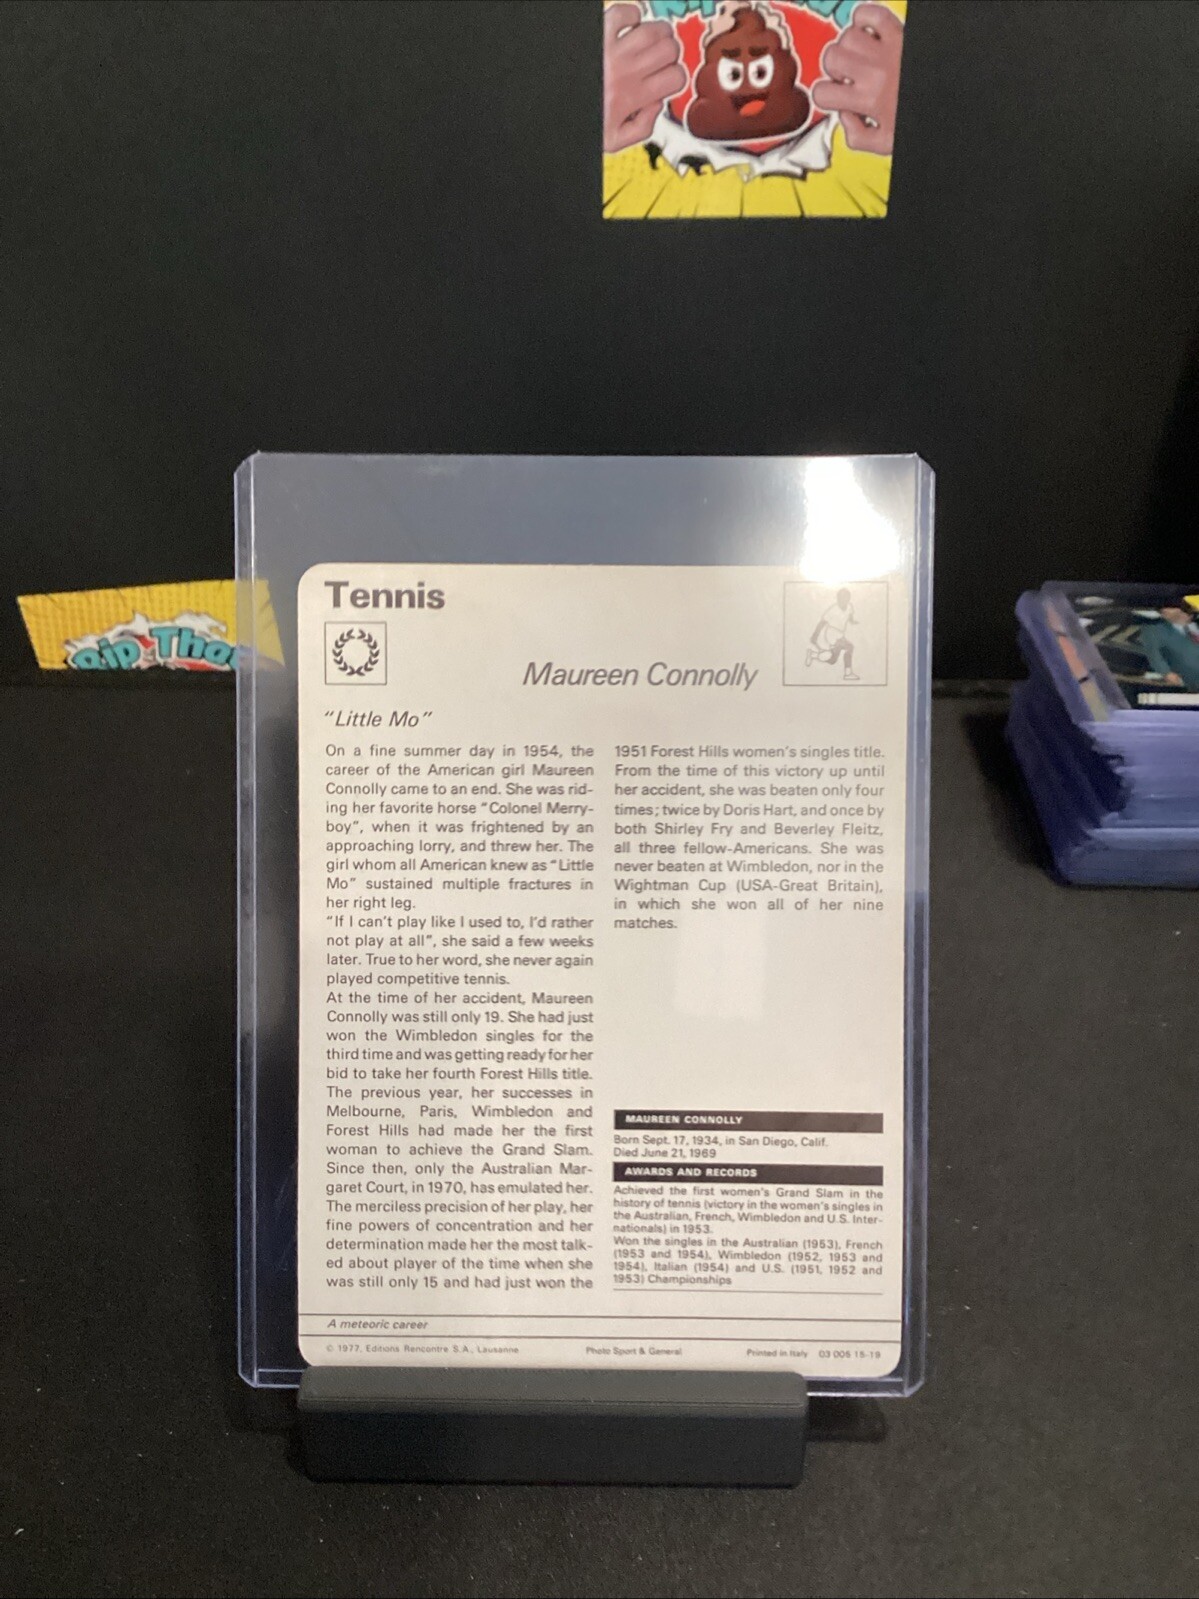 Rip That
Rip That
Tennis
Maureen Connolly
"Little Mo"
On a fine summer day in 1954, the
career of the American girl Maureen
Connolly came to an end. She was rid-
ing her favorite horse "Colonel Merry-
boy", when it was frightened by an
approaching lorry, and threw her. The
girl whom all American knew as "Little
Mo" sustained multiple fractures in
her right leg.
"If I can't play like I used to, I'd rather
not play at all", she said a few weeks
later. True to her word, she never again
played competitive tennis.
At the time of her accident, Maureen
Connolly was still only 19. She had just
won the Wimbledon singles for the
third time and was getting ready for her
bid to take her fourth Forest Hills title.
The previous year, her successes in
Melbourne, Paris, Wimbledon and
Forest Hills had made her the first
woman to achieve the Grand Slam.
Since then, only the Australian Mar-
garet Court, in 1970, has emulated her.
The merciless precision of her play, her
fine powers of concentration and her
determination made her the most talk-
ed about player of the time when she
was still only 15 and had just won the
1951 Forest Hills women's singles title.
From the time of this victory up until
her accident, she was beaten only four
times; twice by Doris Hart, and once by
both Shirley Fry and Beverley Fleitz,
all three fellow-Americans. She was
never beaten at Wimbledon, nor in the
Wightman Cup (USA-Great Britain),
in which she won all of her nine
matches.
MAUREEN CONNOLLY
Born Sept. 17, 1934, in San Diego, Calif.
Died June 21, 1969
AWARDS AND RECORDS
Achieved the first women's Grand Slam in the
history of tennis (victory in the women's singles in
the Australian, French, Wimbledon and U.S. Inter-
nationals) in 1953.
Won the singles in the Australian (1953), French
(1953 and 1954), Wimbledon (1952, 1953 and
1954), Italian (1954) and U.S. (1951, 1952 and
1953) Championships
A meteoric career
© 1977, Editions Rencontre S.A., Lausanne
Photo Sport & General
Printed in Italy 03 005 15-19